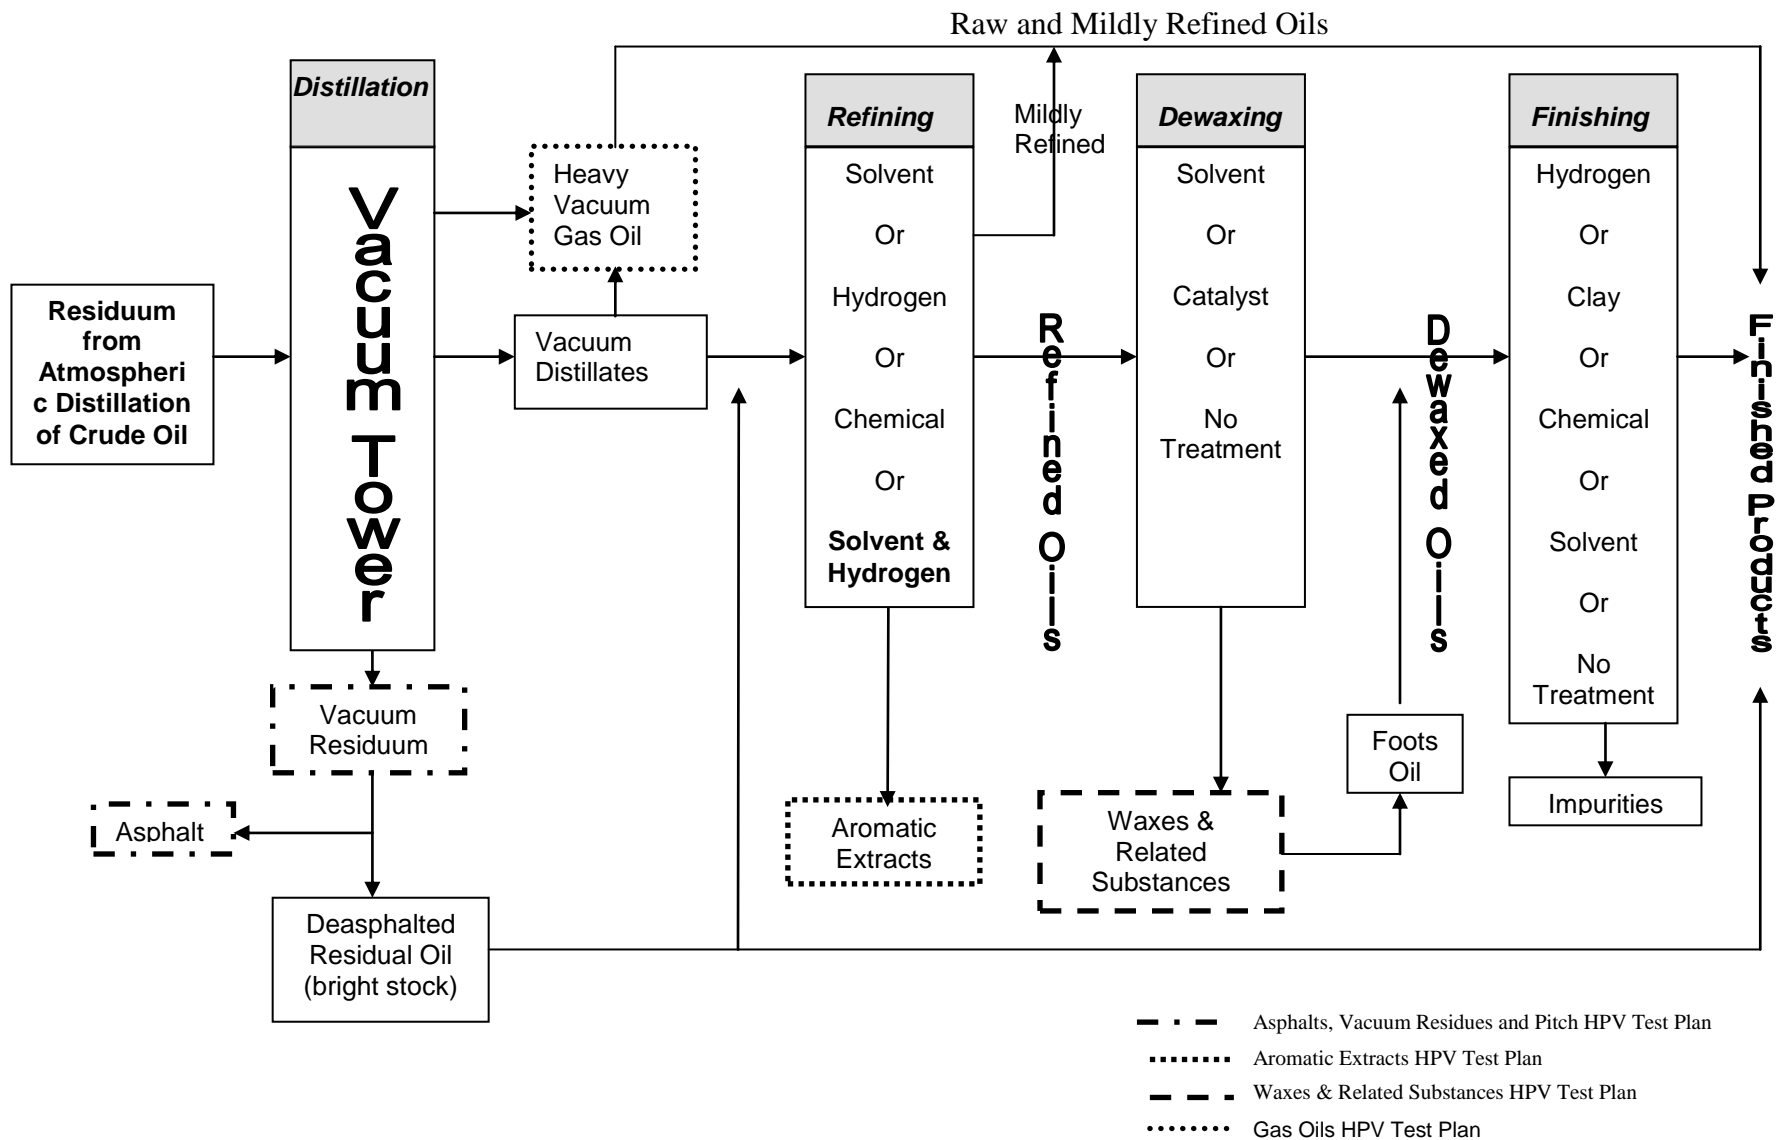 Raw and Mildly Refined Oils
Distillation
Vacuum Tower
Residuum
from
Atmospheri
c Distillation
of Crude Oil
Heavy
Vacuum
Gas Oil
Vacuum
Distillates
Vacuum
Residuum
Asphalt
Deasphalted
Residual Oil
(bright stock)
Refining
Solvent
Or
Hydrogen
Or
Chemical
Or
Solvent &
Hydrogen
Aromatic
Extracts
Mildly
Refined
Refined Oils
Dewaxing
Solvent
Or
Catalyst
Or
No
Treatment
Waxes &
Related
Substances
Foots
Oil
Dewaxed Oils
Finishing
Hydrogen
Or
Clay
Or
Chemical
Or
Solvent
Or
No
Treatment
Impurities
Finished Products
Asphalts, Vacuum Residues and Pitch HPV Test Plan
Aromatic Extracts HPV Test Plan
Waxes & Related Substances HPV Test Plan
Gas Oils HPV Test Plan